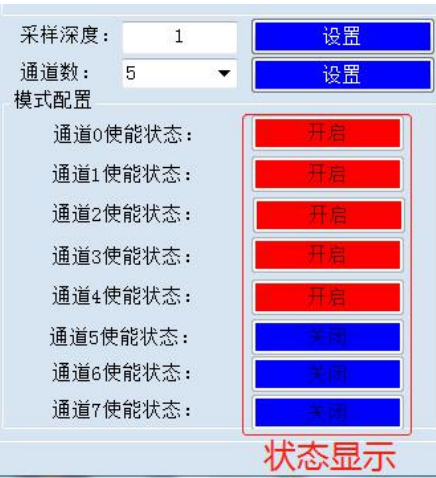 采样深度： 1 设置
通道数： 5 设置
模式配置
通道0使能状态： 开启
通道1使能状态： 开启
通道2使能状态： 开启
通道3使能状态： 开启
通道4使能状态： 开启
通道5使能状态： 关闭
通道6使能状态： 关闭
通道7使能状态： 关闭
状态显示